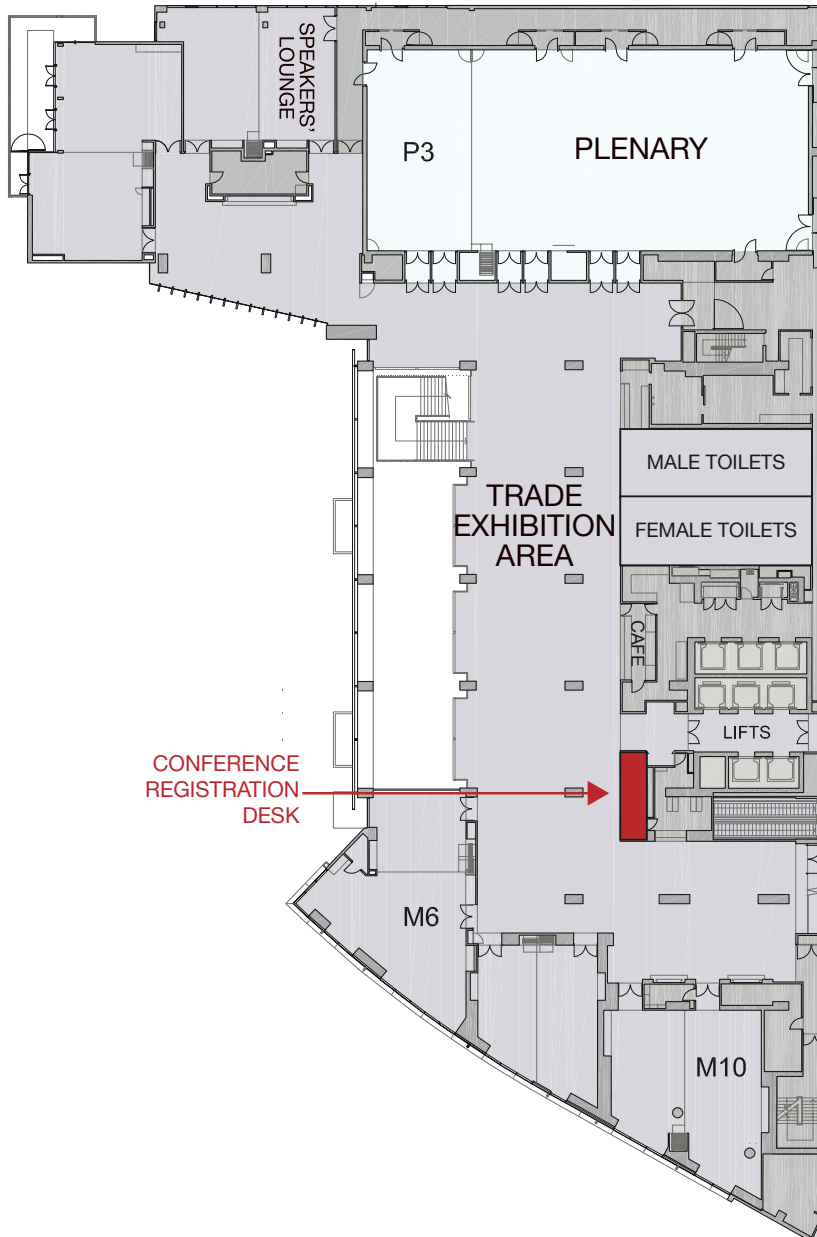 SPEAKERS'
LOUNGE
P3
PLENARY
MALE TOILETS
TRADE
EXHIBITION
AREA
FEMALE TOILETS
CAFE
LIFTS
CONFERENCE
REGISTRATION
DESK
M6
M10